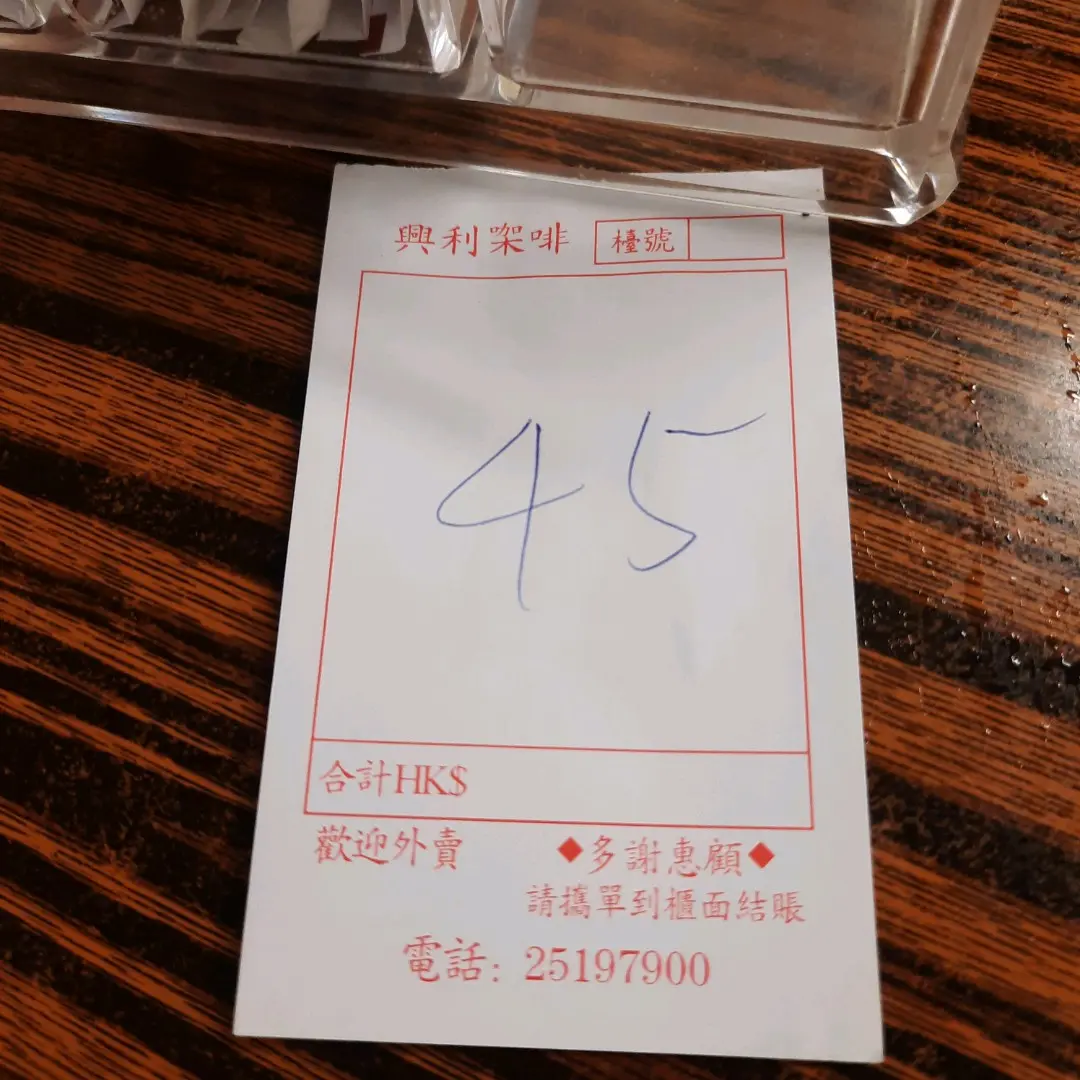 興利㗎啡 檯號
45
合計HK$
歡迎外賣 ◆多謝惠顧◆
請攜單到櫃面結賬
電話: 25197900